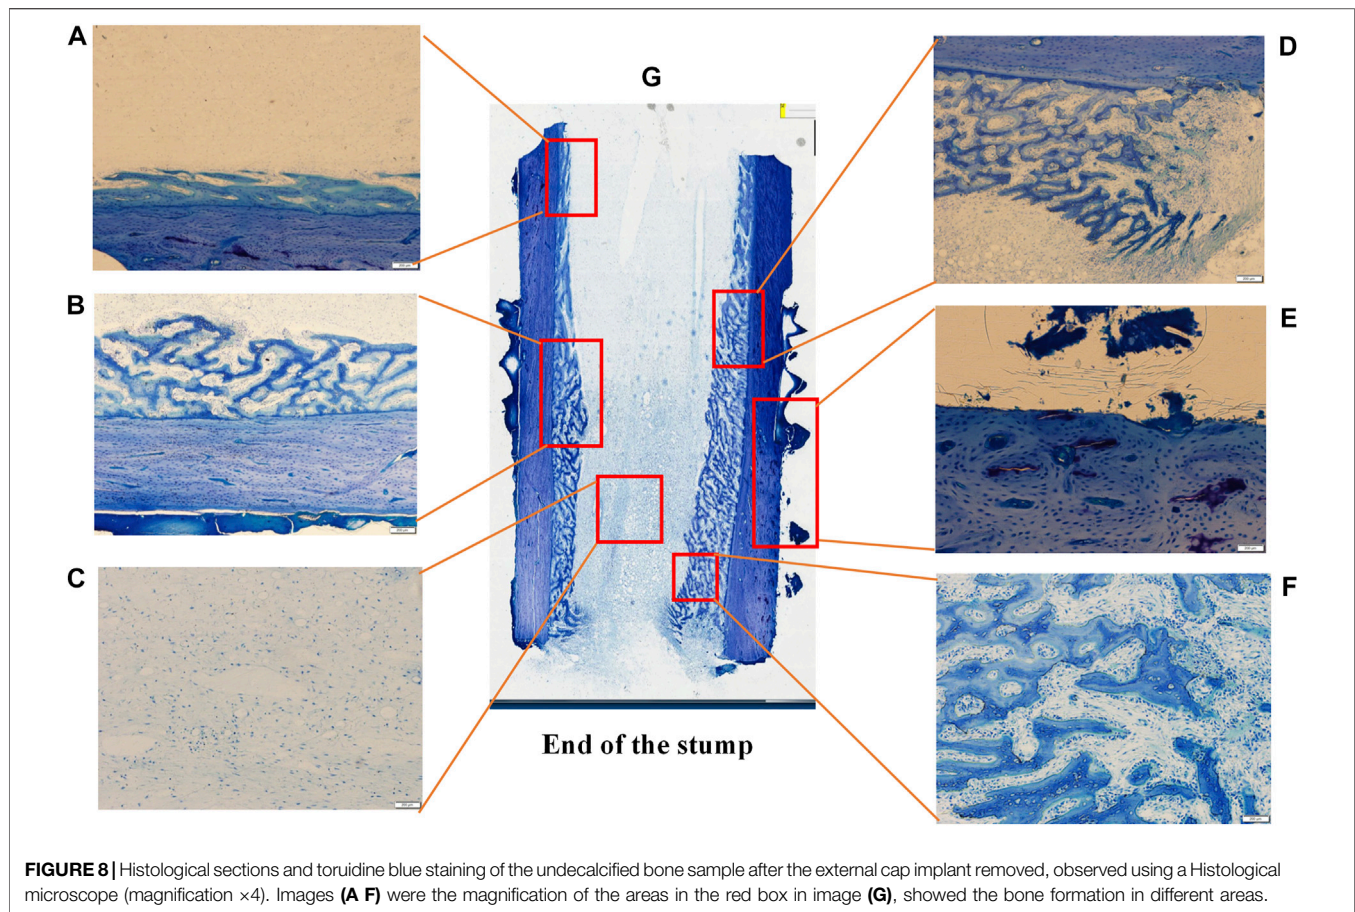 A
B
C
G
D
E
F
End of the stump
FIGURE 8 | Histological sections and toruidine blue staining of the undecalcified bone sample after the external cap implant removed, observed using a Histological
microscope (magnification ×4). Images (A F) were the magnification of the areas in the red box in image (G), showed the bone formation in different areas.